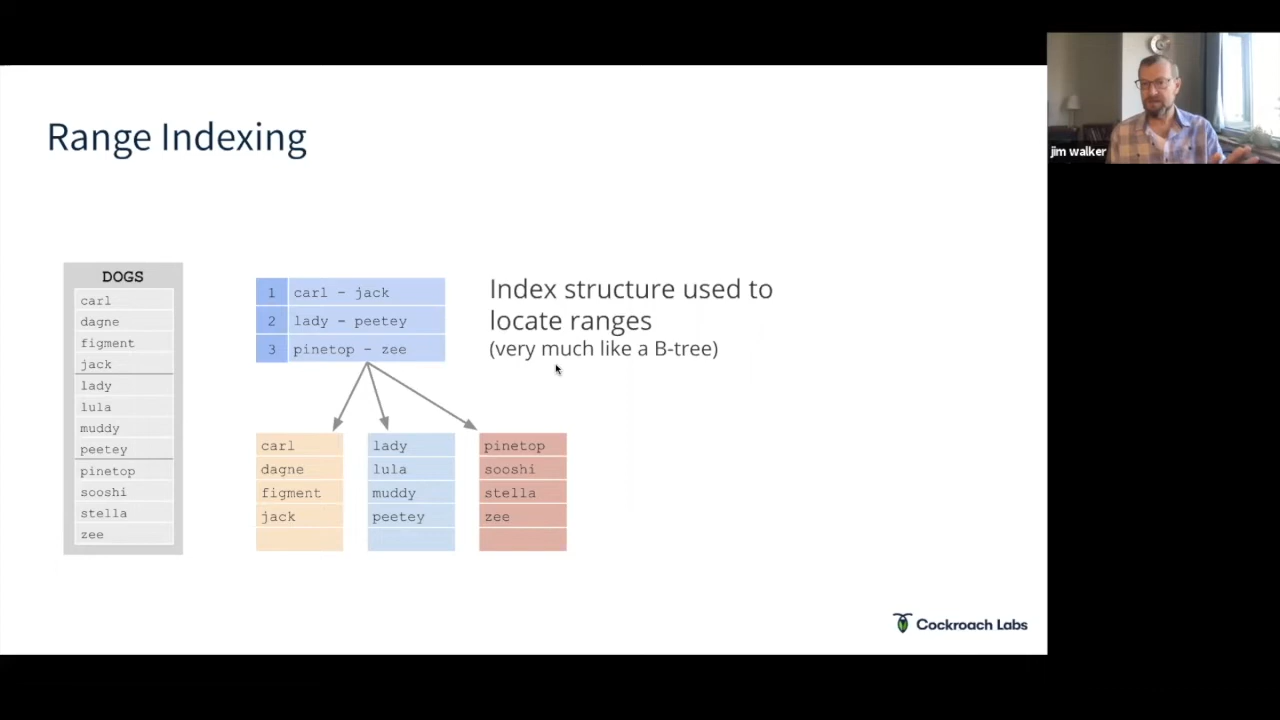 Range Indexing
jim walker
DOGS
carl
dagne
figment
jack
lady
lula
muddy
peetey
pinetop
sooshi
stella
zee
1 carl - jack
2 lady - peetey
3 pinetop - zee
Index structure used to
locate ranges
(very much like a B-tree)
carl
dagne
figment
jack
lady
lula
muddy
peetey
pinetop
sooshi
stella
zee
Cockroach Labs